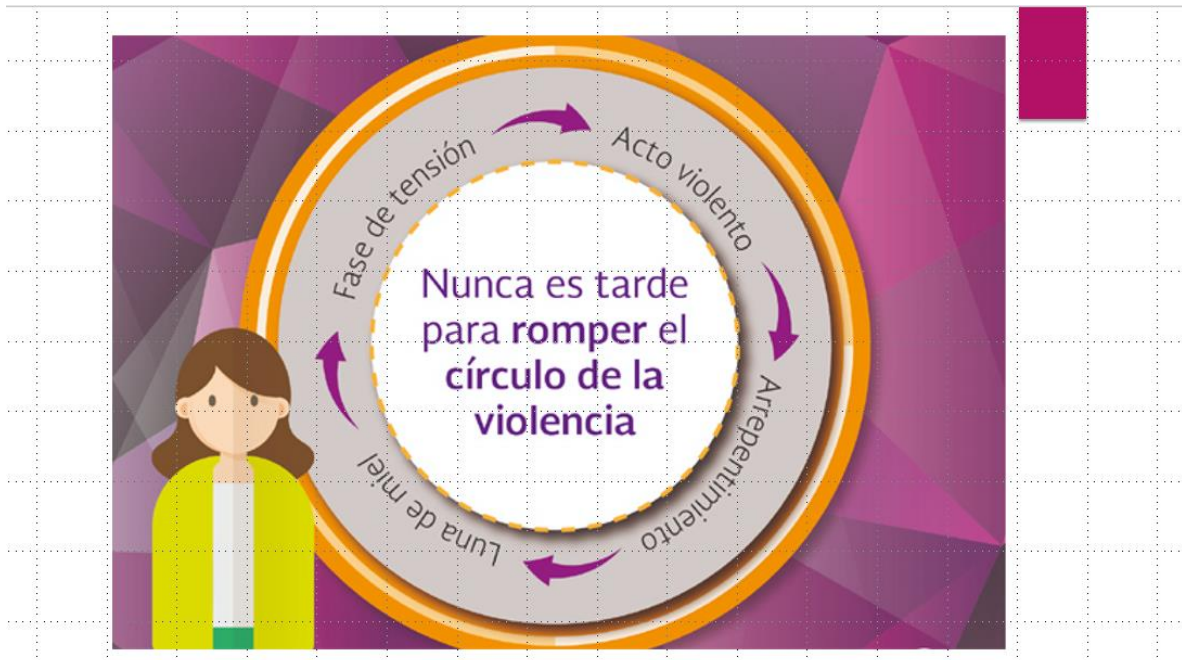 Fase de tensión
Acto violento
Arrepentimiento
Luna de miel
Nunca es tarde
para romper el
círculo de la
violencia